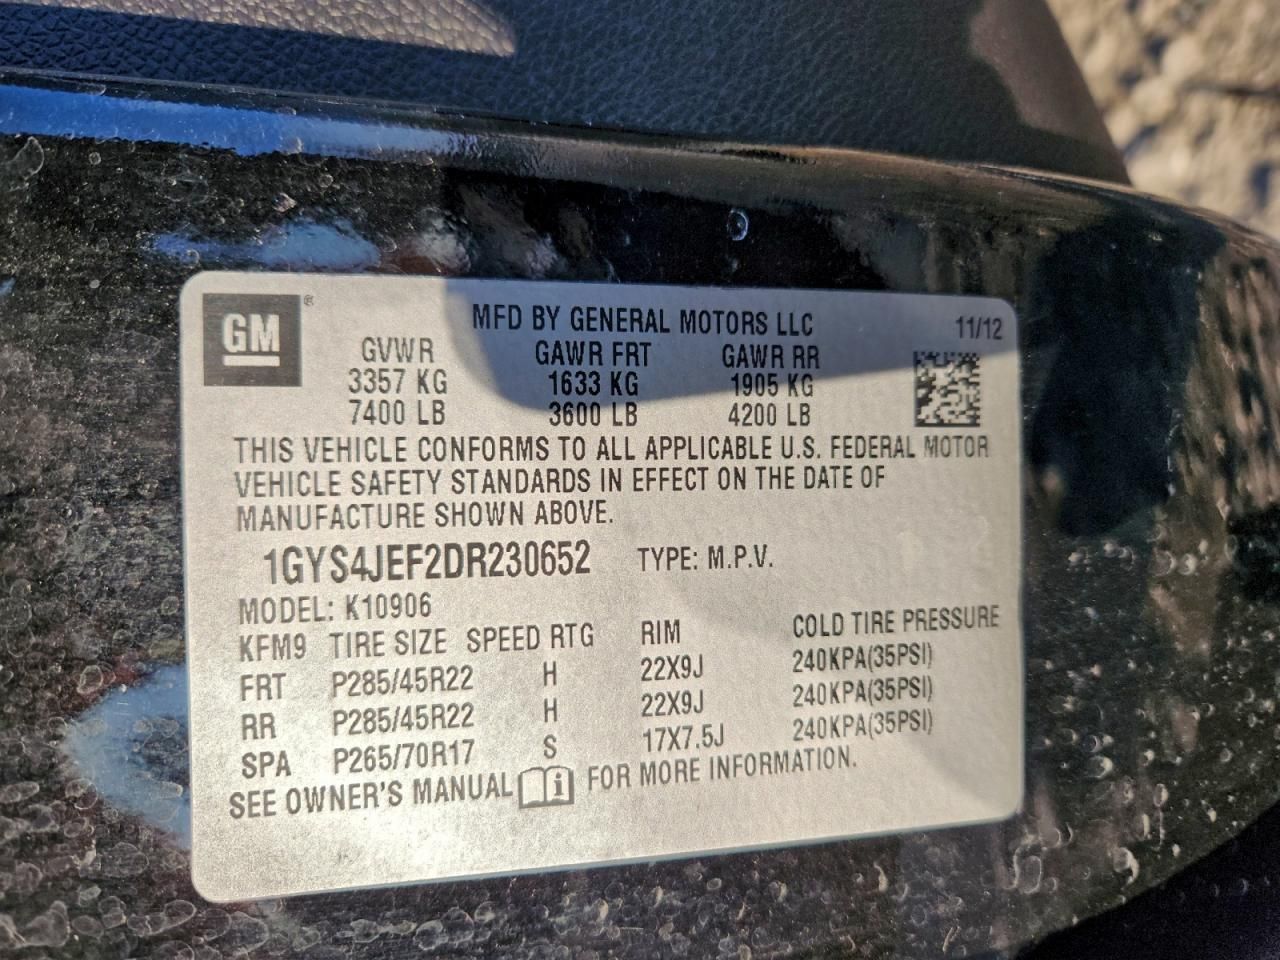 GM ®
MFD BY GENERAL MOTORS LLC 11/12
GVWR GAWR FRT GAWR RR
3357 KG 1633 KG 1905 KG
7400 LB 3600 LB 4200 LB
THIS VEHICLE CONFORMS TO ALL APPLICABLE U.S. FEDERAL MOTOR
VEHICLE SAFETY STANDARDS IN EFFECT ON THE DATE OF
MANUFACTURE SHOWN ABOVE.
1GYS4JEF2DR230652 TYPE: M.P.V.
MODEL: K10906
KFM9 TIRE SIZE SPEED RTG RIM COLD TIRE PRESSURE
FRT P285/45R22 H 22X9J 240KPA(35PSI)
RR P285/45R22 H 22X9J 240KPA(35PSI)
SPA P265/70R17 S 17X7.5J 240KPA(35PSI)
SEE OWNER'S MANUAL i FOR MORE INFORMATION.